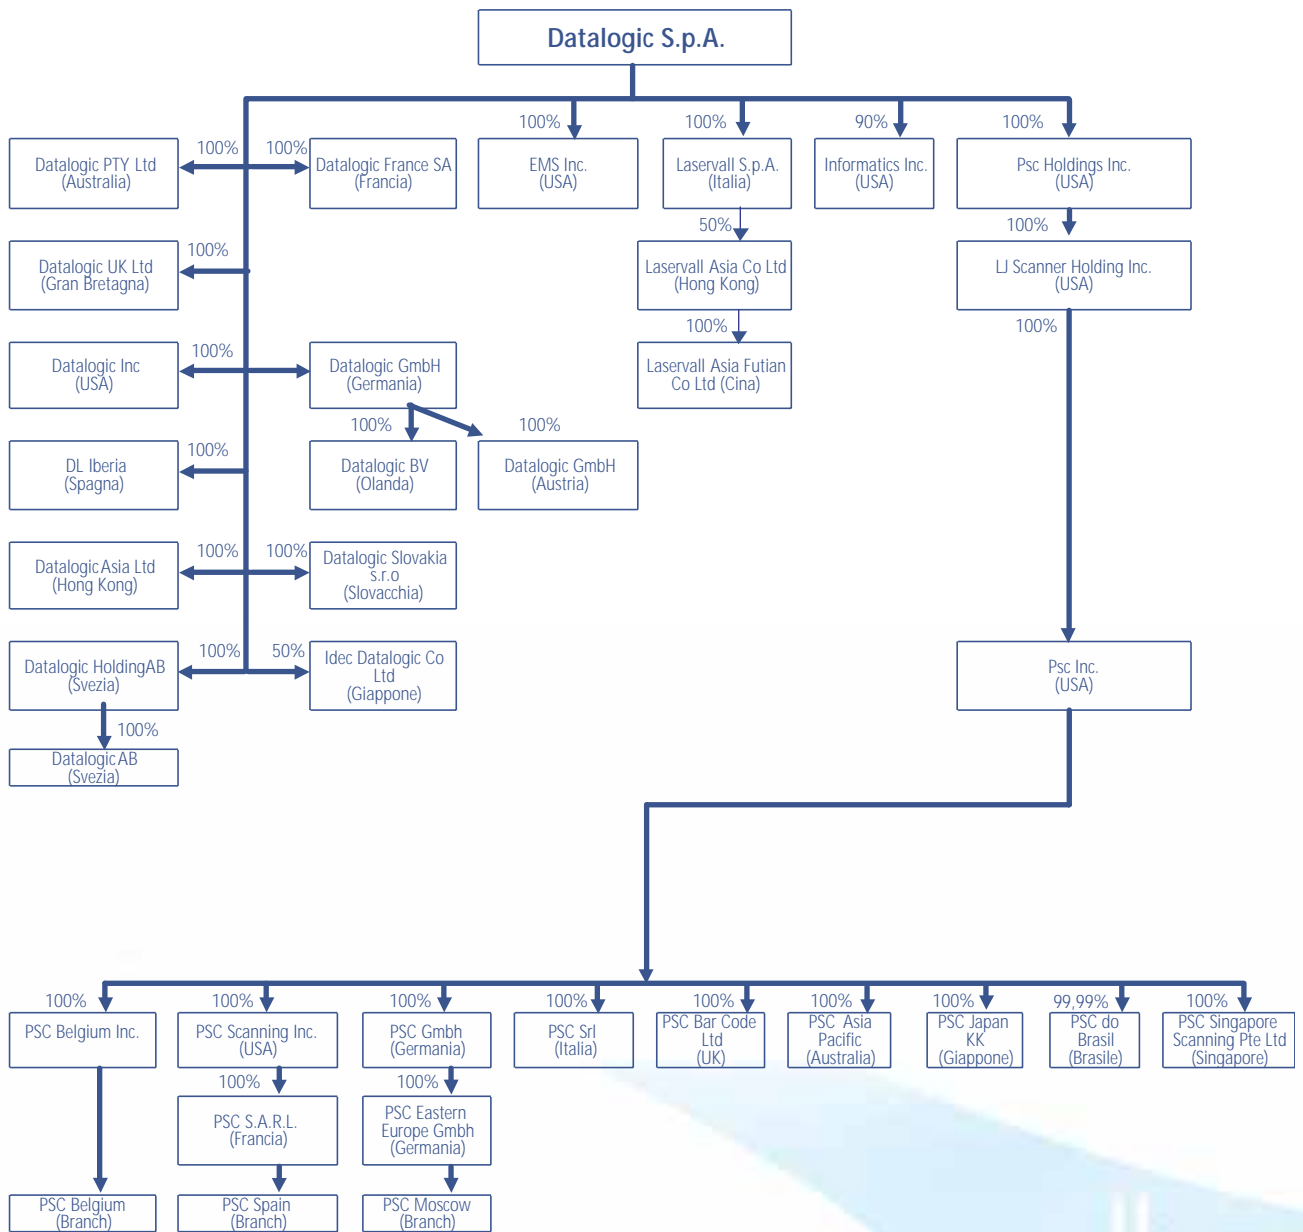 Datalogic S.p.A.
100%
100%
90%
100%
100%
100%
Datalogic PTY Ltd
(Australia)
Datalogic France SA
(Francia)
EMS Inc.
(USA)
Laservall S.p.A.
(Italia)
Informatics Inc.
(USA)
Psc Holdings Inc.
(USA)
50%
100%
100%
Datalogic UK Ltd
(Gran Bretagna)
Laservall Asia Co Ltd
(Hong Kong)
LJ Scanner Holding Inc.
(USA)
100%
100%
100%
Datalogic Inc
(USA)
Datalogic GmbH
(Germania)
Laservall Asia Futian
Co Ltd (Cina)
100%
100%
100%
DL Iberia
(Spagna)
Datalogic BV
(Olanda)
Datalogic GmbH
(Austria)
100%
100%
Datalogic Asia Ltd
(Hong Kong)
Datalogic Slovakia
s.r.o
(Slovacchia)
100%
50%
Datalogic HoldingAB
(Svezia)
Idec Datalogic Co
Ltd
(Giappone)
Psc Inc.
(USA)
100%
Datalogic AB
(Svezia)
100%
100%
100%
100%
100%
100%
100%
99,99%
100%
PSC Belgium Inc.
PSC Scanning Inc.
(USA)
PSC Gmbh
(Germania)
PSC Srl
(Italia)
PSC Bar Code
Ltd
(UK)
PSC Asia
Pacific
(Australia)
PSC Japan
KK
(Giappone)
PSC do
Brasil
(Brasile)
PSC Singapore
Scanning Pte Ltd
(Singapore)
100%
100%
PSC S.A.R.L.
(Francia)
PSC Eastern
Europe Gmbh
(Germania)
PSC Belgium
(Branch)
PSC Spain
(Branch)
PSC Moscow
(Branch)